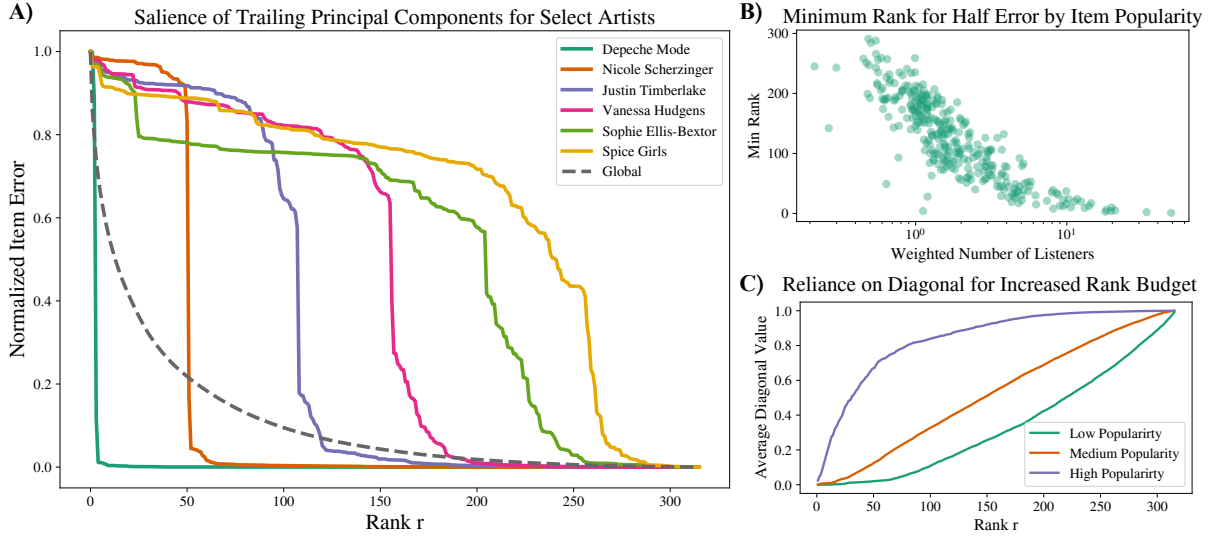 A)
Salience of Trailing Principal Components for Select Artists
Normalized Item Error
1.0
0.8
0.6
0.4
0.2
0.0
0
50
100
150
200
250
300
Rank r
Depeche Mode
Nicole Scherzinger
Justin Timberlake
Vanessa Hudgens
Sophie Ellis-Bextor
Spice Girls
Global
B)
Minimum Rank for Half Error by Item Popularity
Min Rank
300
200
100
0
10⁰
10¹
Weighted Number of Listeners
C)
Reliance on Diagonal for Increased Rank Budget
Average Diagonal Value
1.0
0.8
0.6
0.4
0.2
0.0
0
50
100
150
200
250
300
Rank r
Low Popularirty
Medium Popularity
High Popularirty